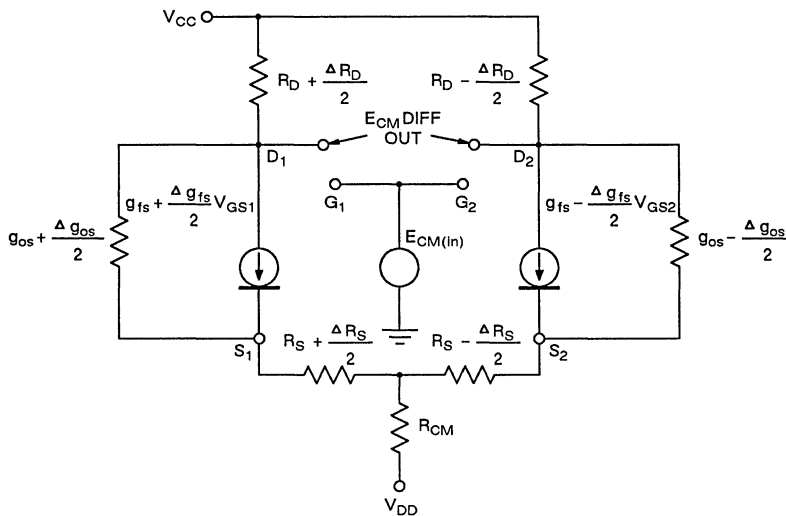 V_CC
R_D + ΔR_D/2
R_D − ΔR_D/2
E_CM DIFF
OUT
D_1
D_2
g_fs + Δg_fs/2 V_GS1
G_1
G_2
g_fs − Δg_fs/2 V_GS2
g_os + Δg_os/2
E_CM(in)
g_os − Δg_os/2
S_1
R_S + ΔR_S/2
R_S − ΔR_S/2
S_2
R_CM
V_DD